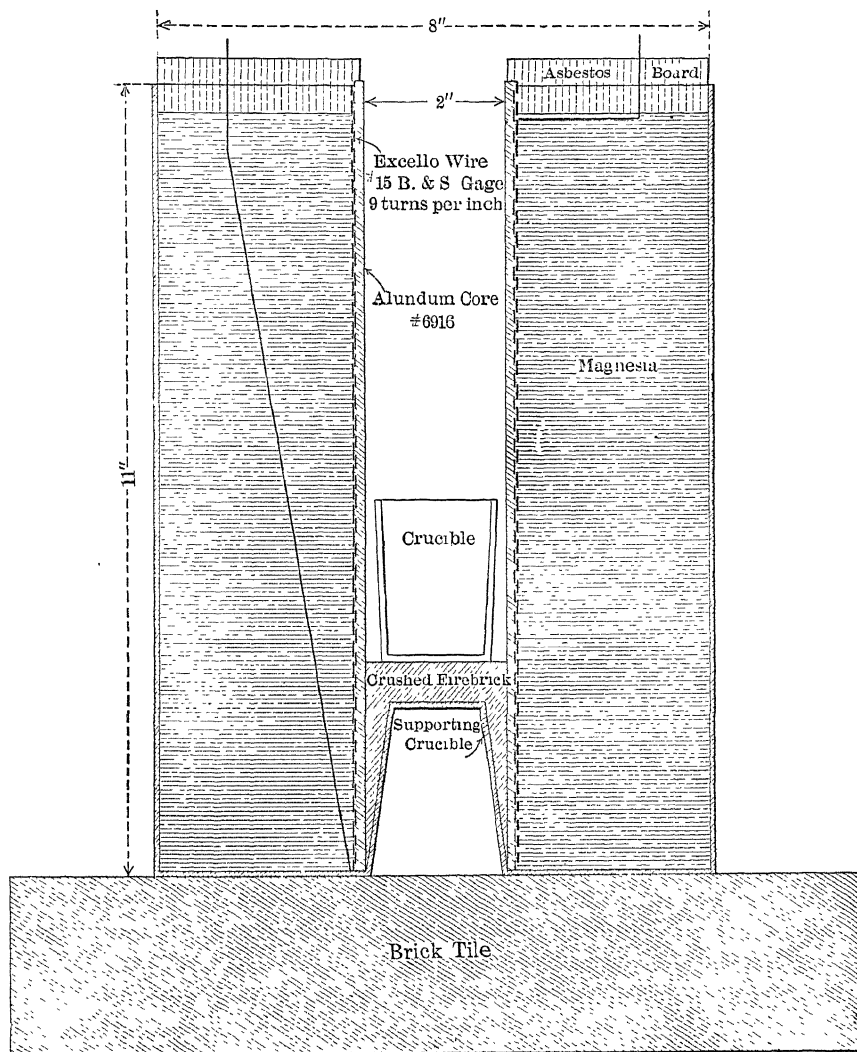 8"
Asbestos Board
2"
Excello Wire
#15 B. & S Gage
9 turns per inch
Alundum Core
#6916
Magnesia
11"
Crucible
Crushed Firebrick
Supporting
Crucible
Brick Tile